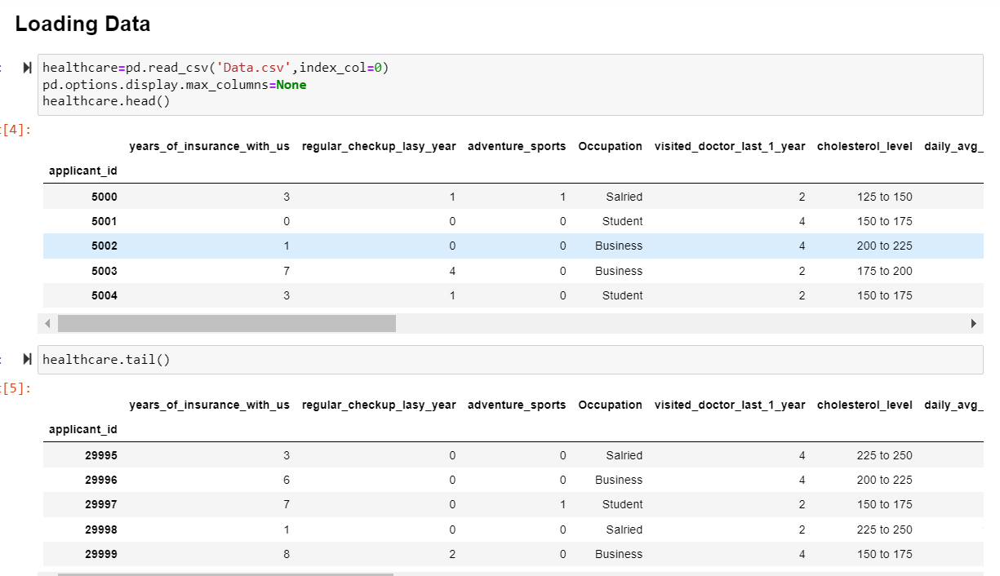 Loading Data
healthcare=pd.read_csv('Data.csv',index_col=0)
pd.options.display.max_columns=None
healthcare.head()
[4]:
years_of_insurance_with_us regular_checkup_lasy_year adventure_sports Occupation visited_doctor_last_1_year cholesterol_level daily_avg_
applicant_id
5000 3 1 1 Salried 2 125 to 150
5001 0 0 0 Student 4 150 to 175
5002 1 0 0 Business 4 200 to 225
5003 7 4 0 Business 2 175 to 200
5004 3 1 0 Student 2 150 to 175
healthcare.tail()
[5]:
years_of_insurance_with_us regular_checkup_lasy_year adventure_sports Occupation visited_doctor_last_1_year cholesterol_level daily_avg_
applicant_id
29995 3 0 0 Salried 4 225 to 250
29996 6 0 0 Business 4 200 to 225
29997 7 0 1 Student 2 150 to 175
29998 1 0 0 Salried 2 225 to 250
29999 8 2 0 Business 4 150 to 175